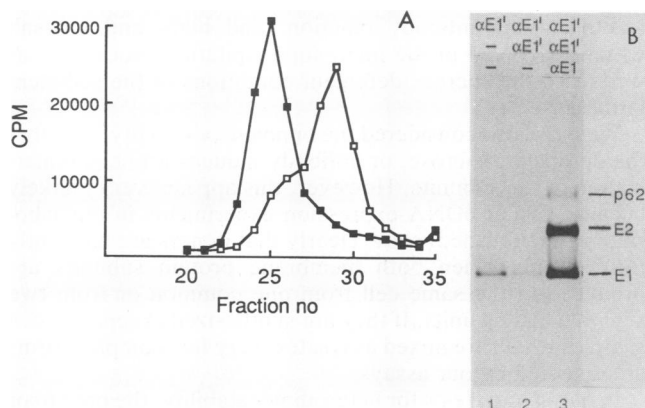 A
CPM
30000
20000
10000
20 25 30 35
Fraction no
B
αE1' αE1' αE1'
– αE1' αE1'
– – αE1
p62
E2
E1
1 2 3